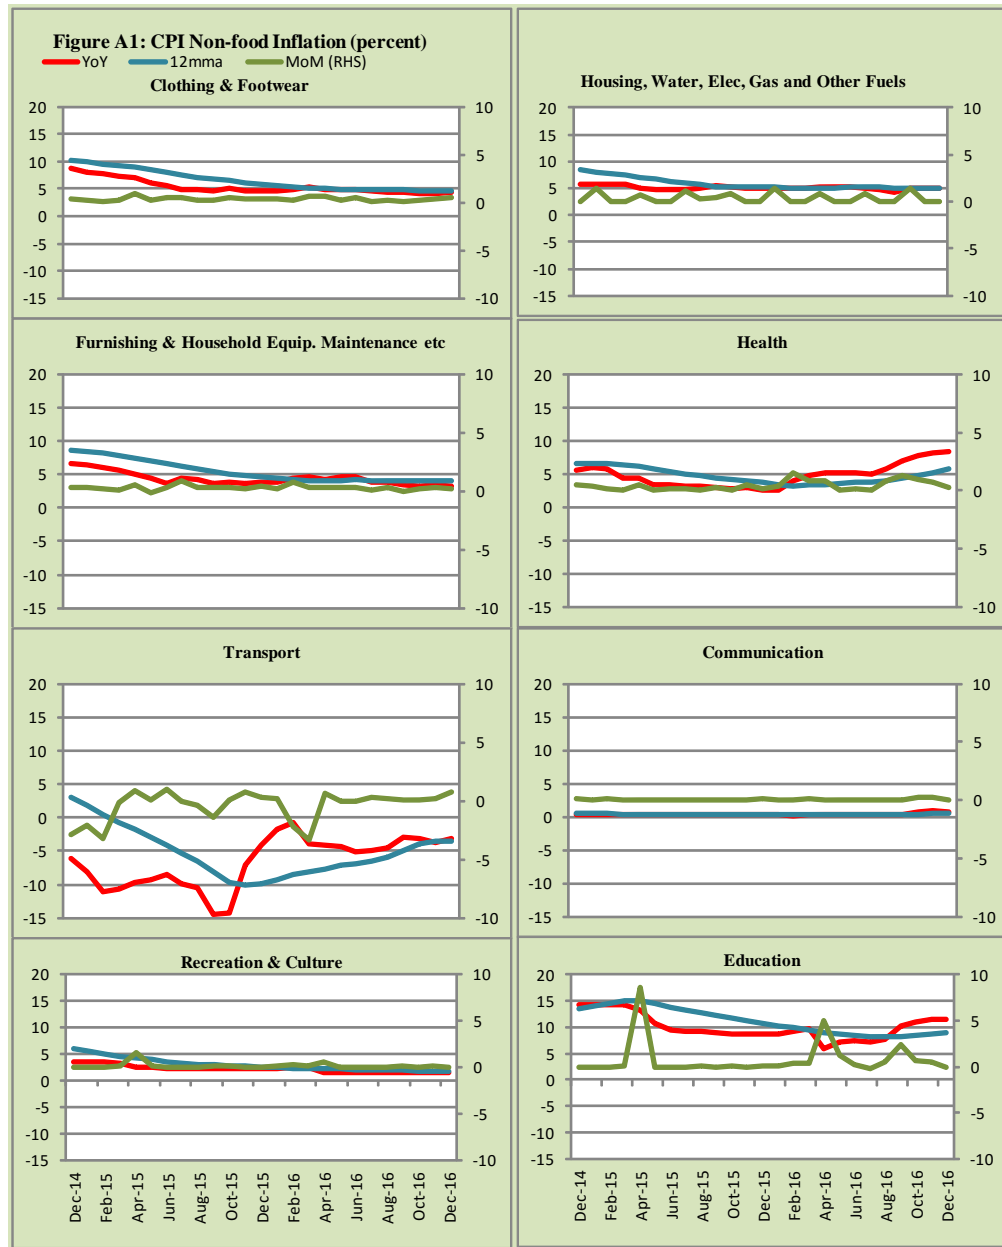 Figure A1: CPI Non-food Inflation (percent)
YoY 12mma MoM (RHS)
Clothing & Footwear
20
15
10
5
0
-5
-10
-15
10
5
0
-5
-10
Housing, Water, Elec, Gas and Other Fuels
20
15
10
5
0
-5
-10
-15
10
5
0
-5
-10
Furnishing & Household Equip. Maintenance etc
20
15
10
5
0
-5
-10
-15
10
5
0
-5
-10
Health
20
15
10
5
0
-5
-10
-15
10
5
0
-5
-10
Transport
20
15
10
5
0
-5
-10
-15
10
5
0
-5
-10
Communication
20
15
10
5
0
-5
-10
-15
10
5
0
-5
-10
Recreation & Culture
20
15
10
5
0
-5
-10
-15
10
5
0
-5
-10
Dec-14
Feb-15
Apr-15
Jun-15
Aug-15
Oct-15
Dec-15
Feb-16
Apr-16
Jun-16
Aug-16
Oct-16
Dec-16
Education
20
15
10
5
0
-5
-10
-15
10
5
0
-5
-10
Dec-14
Feb-15
Apr-15
Jun-15
Aug-15
Oct-15
Dec-15
Feb-16
Apr-16
Jun-16
Aug-16
Oct-16
Dec-16